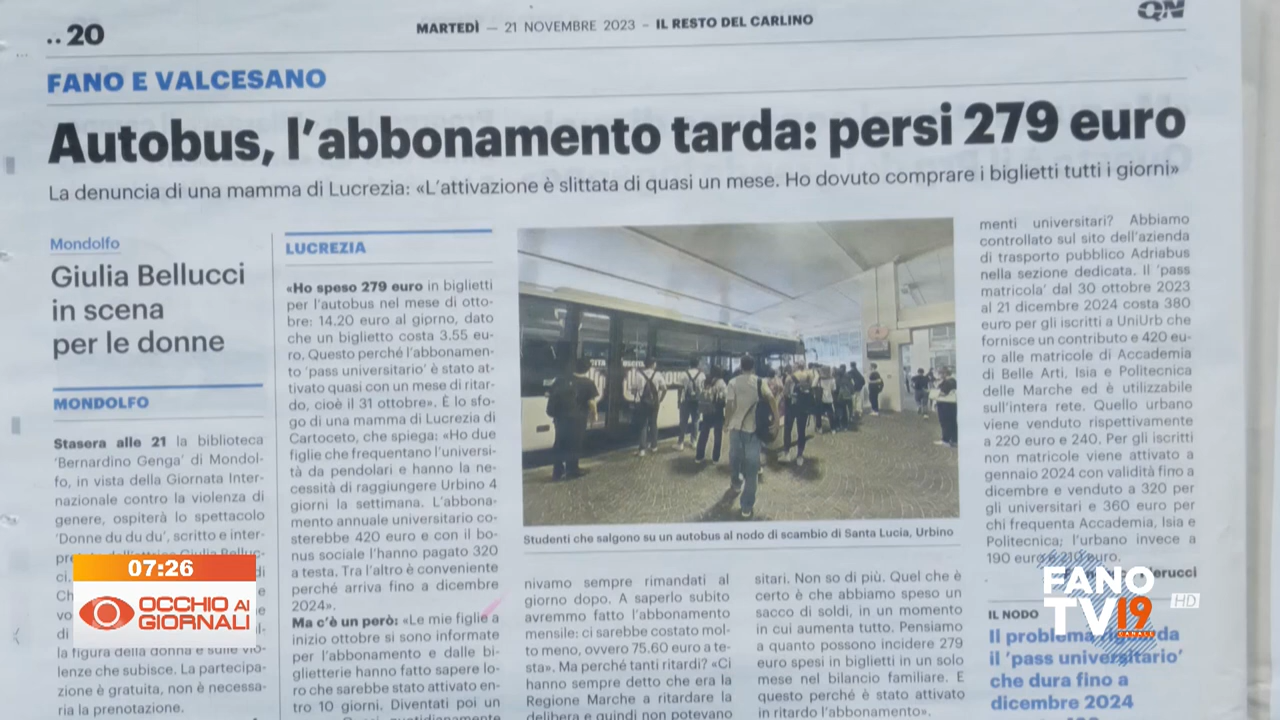 .. 20
MARTEDÌ — 21 NOVEMBRE 2023 – IL RESTO DEL CARLINO
QN
FANO E VALCESANO
Autobus, l'abbonamento tarda: persi 279 euro
La denuncia di una mamma di Lucrezia: «L'attivazione è slittata di quasi un mese. Ho dovuto comprare i biglietti tutti i giorni»
Mondolfo
Giulia Bellucci
in scena
per le donne
MONDOLFO
Stasera alle 21 la biblioteca
'Bernardino Genga' di Mondol-
fo, in vista della Giornata Inter-
nazionale contro la violenza di
genere, ospiterà lo spettacolo
'Donne du du du', scritto e inter-
la figura della donna e sulle vio-
lenze che subisce. La partecipa-
zione è gratuita, non è necessa-
ria la prenotazione.
LUCREZIA
«Ho speso 279 euro in biglietti
per l'autobus nel mese di otto-
bre: 14.20 euro al giorno, dato
che un biglietto costa 3.55 eu-
ro. Questo perché l'abbonamen-
to 'pass universitario' è stato at-
tivato quasi con un mese di ritar-
do, cioè il 31 ottobre». È lo sfo-
go di una mamma di Lucrezia di
Cartoceto, che spiega: «Ho due
figlie che frequentano l'universi-
tà da pendolari e hanno la ne-
cessità di raggiungere Urbino 4
giorni la settimana. L'abbona-
mento annuale universitario co-
sterebbe 420 euro e con il bo-
nus sociale l'hanno pagato 320
a testa. Tra l'altro è conveniente
perché arriva fino a dicembre
2024».
Ma c'è un però: «Le mie figlie a
inizio ottobre si sono informate
per l'abbonamento e dalle bi-
glietterie hanno fatto sapere lo-
ro che sarebbe stato attivato en-
tro 10 giorni. Diventati poi un
Studenti che salgono su un autobus al nodo di scambio di Santa Lucia, Urbino
nivamo sempre rimandati al
giorno dopo. A saperlo subito
avremmo fatto l'abbonamento
mensile: ci sarebbe costato mol-
to meno, ovvero 75.60 euro a te-
sta». Ma perché tanti ritardi? «Ci
hanno sempre detto che era la
Regione Marche a ritardare la
delibera e quindi non potevano
sitari. Non so di più. Quel che è
certo è che abbiamo speso un
sacco di soldi, in un momento
in cui aumenta tutto. Pensiamo
a quanto possono incidere 279
euro spesi in biglietti in un solo
mese nel bilancio familiare. E
questo perché è stato attivato
in ritardo l'abbonamento».
menti universitari? Abbiamo
controllato sul sito dell'azienda
di trasporto pubblico Adriabus
nella sezione dedicata. Il 'pass
matricola' dal 30 ottobre 2023
al 21 dicembre 2024 costa 380
euro per gli iscritti a UniUrb che
fornisce un contributo e 420 eu-
ro alle matricole di Accademia
di Belle Arti, Isia e Politecnica
delle Marche ed è utilizzabile
sull'intera rete. Quello urbano
viene venduto rispettivamente
a 220 euro e 240. Per gli iscritti
non matricole viene attivato a
gennaio 2024 con validità fino a
dicembre e venduto a 320 per
gli universitari e 360 euro per
chi frequenta Accademia, Isia e
Politecnica; l'urbano invece a
190 euro e 210 euro.
IL NODO
Il problema riguarda
il 'pass universitario'
che dura fino a
dicembre 2024
07:26
OCCHIO AI
GIORNALI
FANO
TV 19
CANALE
HD